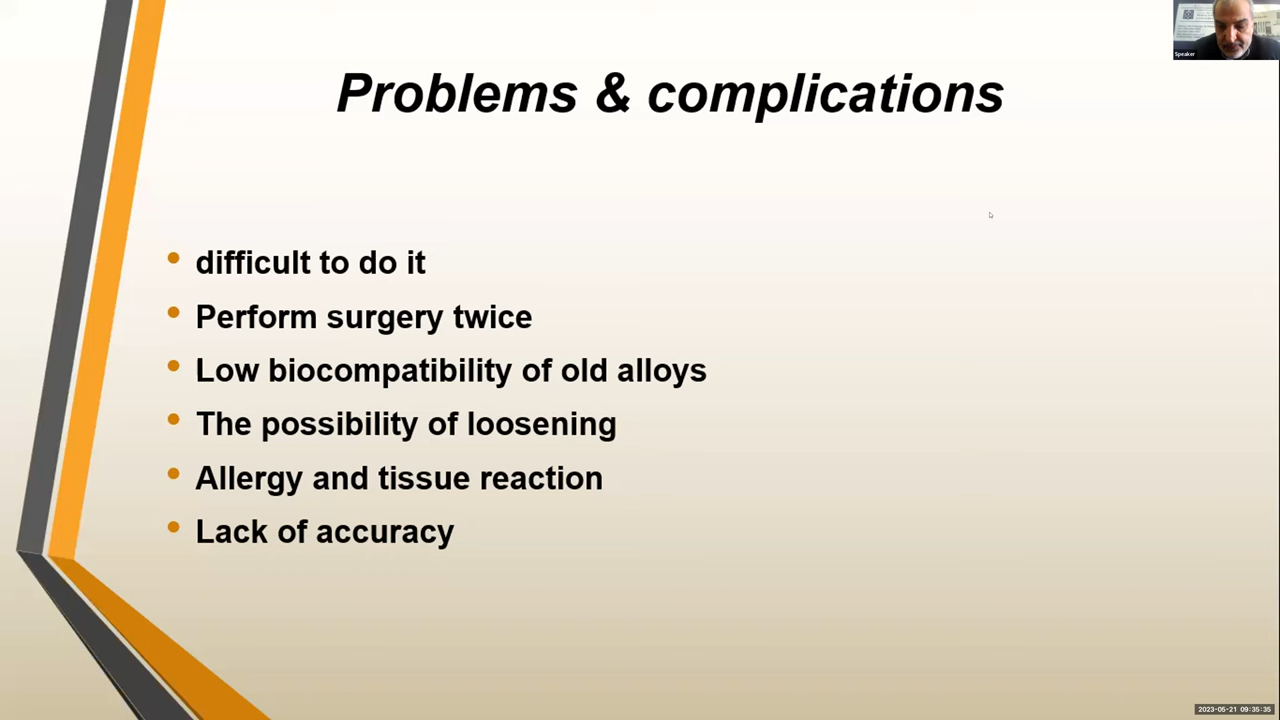 Speaker
Problems & complications
difficult to do it
Perform surgery twice
Low biocompatibility of old alloys
The possibility of loosening
Allergy and tissue reaction
Lack of accuracy
2023-05-21 09:35:35